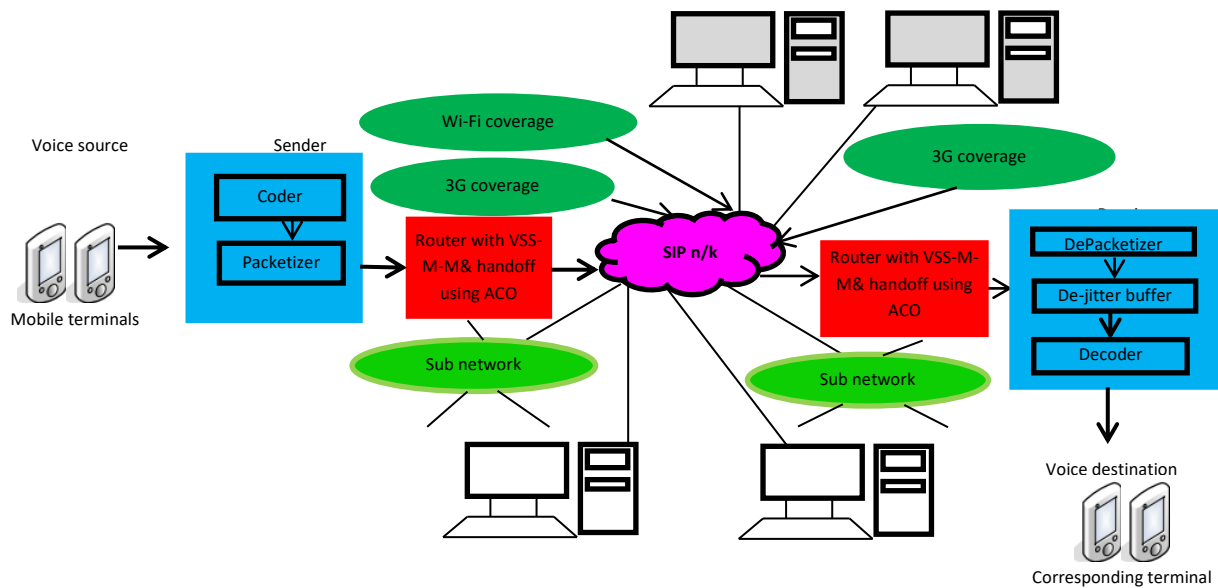 Voice source
Mobile terminals
Sender
Coder
Packetizer
Wi-Fi coverage
3G coverage
Router with VSS-
M-M& handoff
using ACO
Sub network
SIP n/k
3G coverage
Router with VSS-M-
M& handoff using
ACO
Sub network
DePacketizer
De-jitter buffer
Decoder
Voice destination
Corresponding terminal